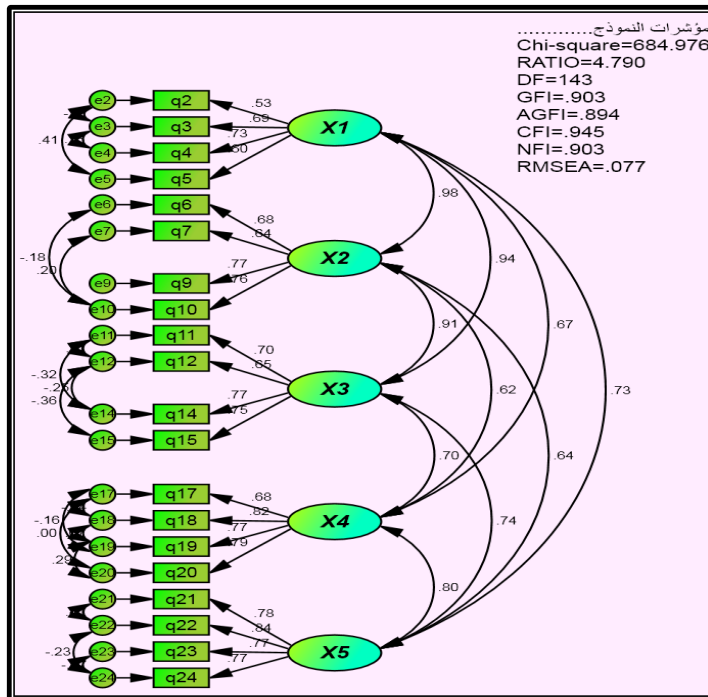 مؤشرات النموذج............
Chi-square=684.976
RATIO=4.790
DF=143
GFI=.903
AGFI=.894
CFI=.945
NFI=.903
RMSEA=.077
e2 q2 .53
e3 q3 .69 X1
.41 e4 q4 .73
e5 q5
e6 q6 .98
e7 q7 .68
.64
-.18 X2 .94
.20 e9 q9 .77
e10 q10 .76
e11 q11 .91 .67
e12 q12 .70
.65
-.32 X3 .62 .73
-.36 e14 q14 .77
e15 q15 .75
.70 .64
e17 q17 .68
-.16 e18 q18 .82 X4 .74
.00 e19 q19 .77
.29 e20 q20 .79
e21 q21 .80
e22 q22 .78
.84
-.23 e23 q23 .77 X5
e24 q24 .77